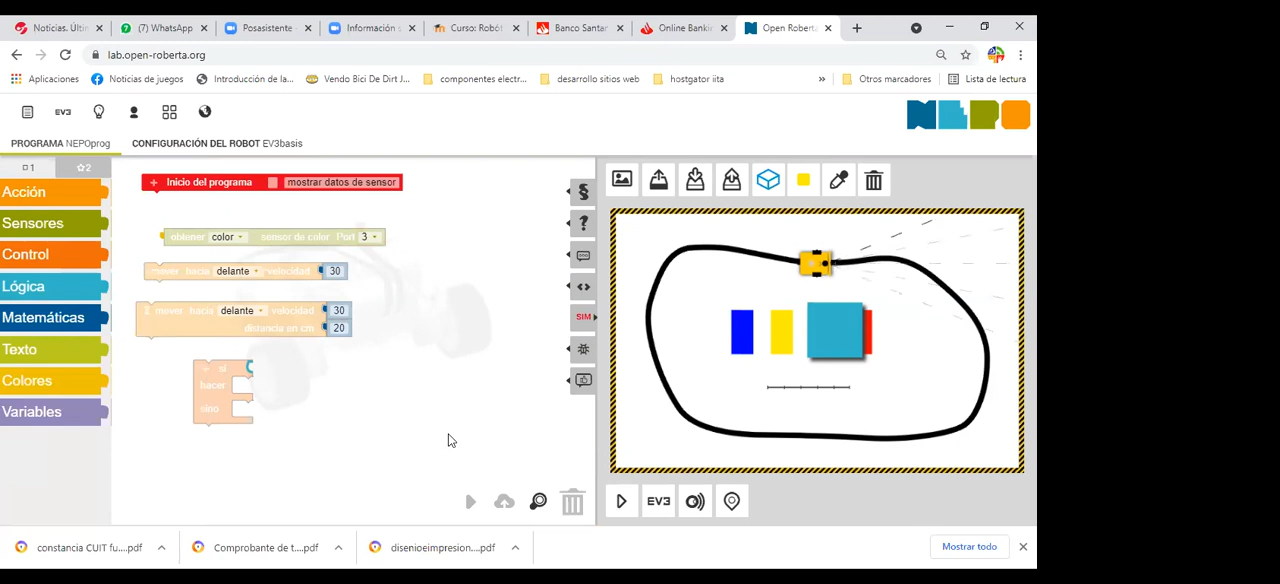 Noticias. Últin
(7) WhatsApp
Posasistente -
Información s
Curso: Robót
Banco Santan
Online Bankin
Open Roberta
lab.open-roberta.org
Aplicaciones
Noticias de juegos
Introducción de la...
Vendo Bici De Dirt J...
componentes electr...
desarrollo sitios web
hostgator iita
»
Otros marcadores
Lista de lectura
EV3
PROGRAMA NEPOprog
CONFIGURACIÓN DEL ROBOT EV3basis
1
2
Acción
Sensores
Control
Lógica
Matemáticas
Texto
Colores
Variables
+ Inicio del programa mostrar datos de sensor
obtener color sensor de color Port 3
mover hacia delante velocidad 30
mover hacia delante velocidad 30
distancia en cm 20
+ si
hacer
sino
SIM
EV3
constancia CUIT fu....pdf
Comprobante de t....pdf
disenioeimpresion....pdf
Mostrar todo